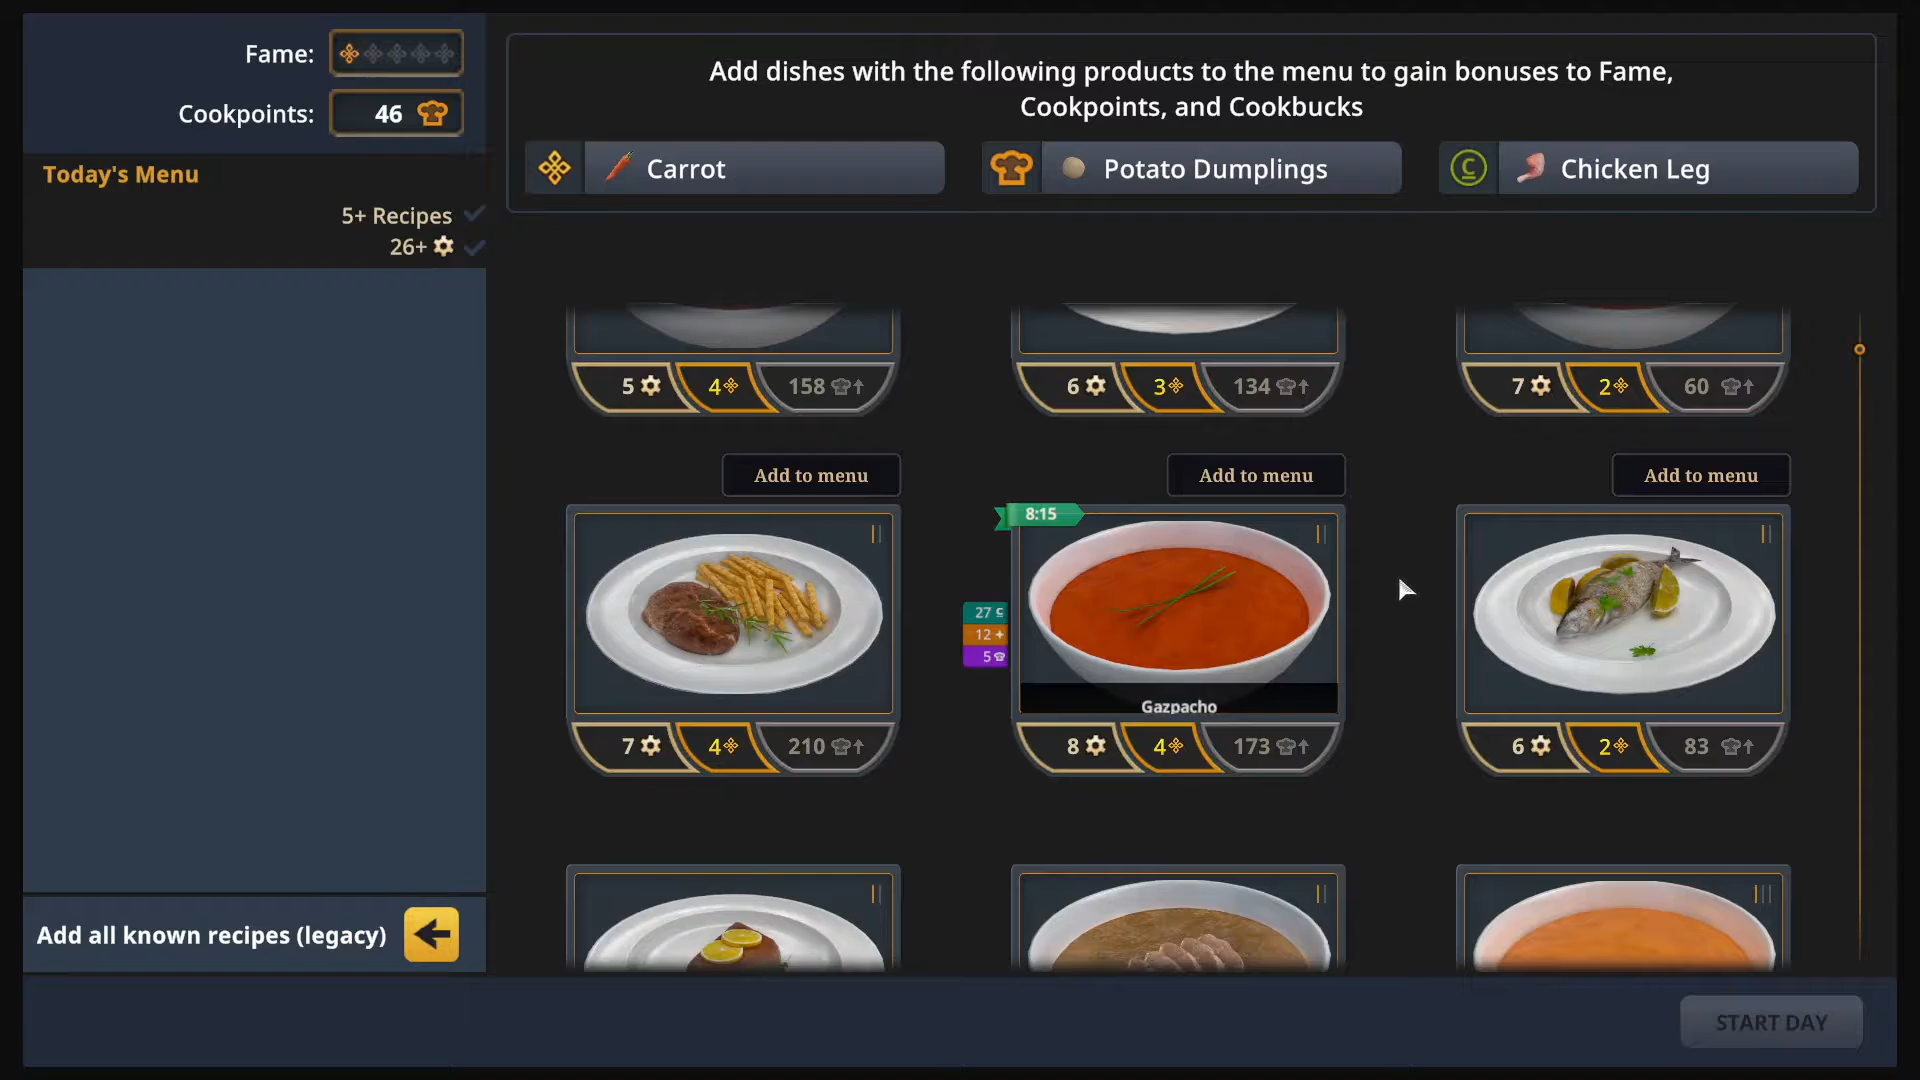 Fame:
Cookpoints: 46
Today's Menu
5+ Recipes
26+
Add dishes with the following products to the menu to gain bonuses to Fame,
Cookpoints, and Cookbucks
Carrot
Potato Dumplings
Chicken Leg
5 4 158
6 3 134
7 2 60
Add to menu
Add to menu
Add to menu
8:15
27
12 +
5
Gazpacho
7 4 210
8 4 173
6 2 83
Add all known recipes (legacy)
START DAY